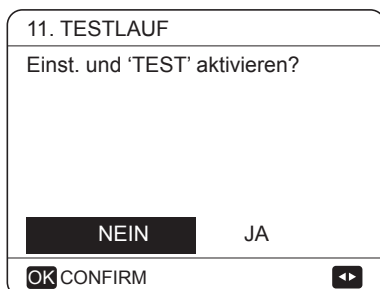 11. TESTLAUF
Einst. und ‘TEST’ aktivieren?
NEIN JA
OK CONFIRM